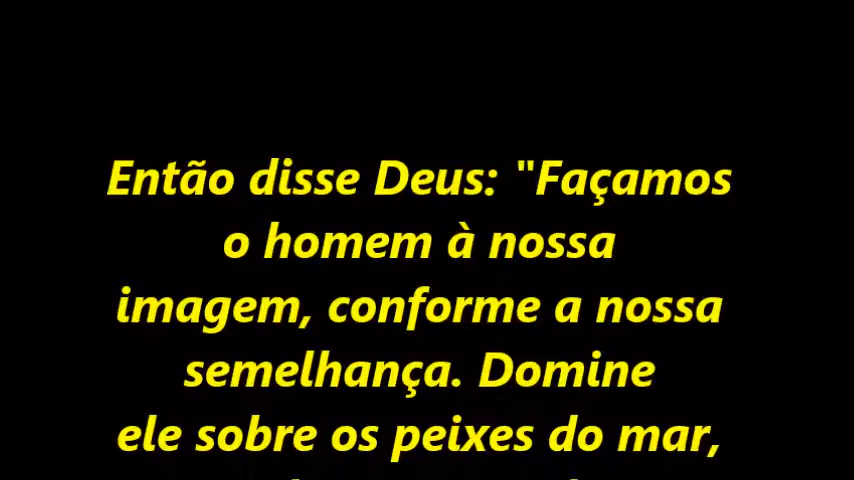 Então disse Deus: "Façamos
o homem à nossa
imagem, conforme a nossa
semelhança. Domine
ele sobre os peixes do mar,